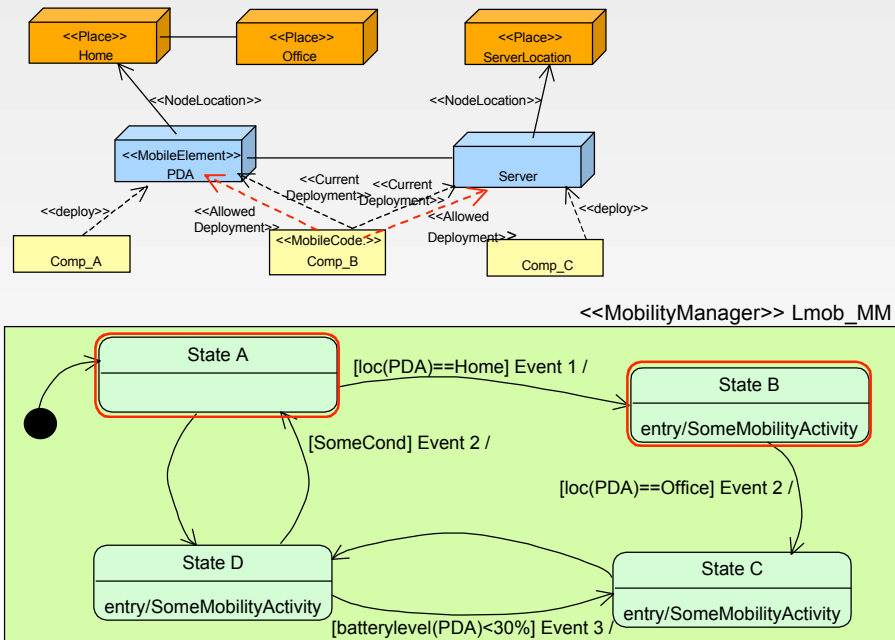 <<Place>>
Home
<<Place>>
Office
<<Place>>
ServerLocation
<<NodeLocation>>
<<NodeLocation>>
<<MobileElement>>
PDA
Server
<<deploy>>
<<Current
Deployment>>
<<Current
Deployment>>
<<Allowed
Deployment>>
<<Allowed
Deployment>>
<<deploy>>
Comp_A
<<MobileCode.>>
Comp_B
Comp_C
<<MobilityManager>> Lmob_MM
State A
[loc(PDA)==Home] Event 1 /
State B
entry/SomeMobilityActivity
[SomeCond] Event 2 /
[loc(PDA)==Office] Event 2 /
State D
entry/SomeMobilityActivity
State C
entry/SomeMobilityActivity
[batterylevel(PDA)<30%] Event 3 /